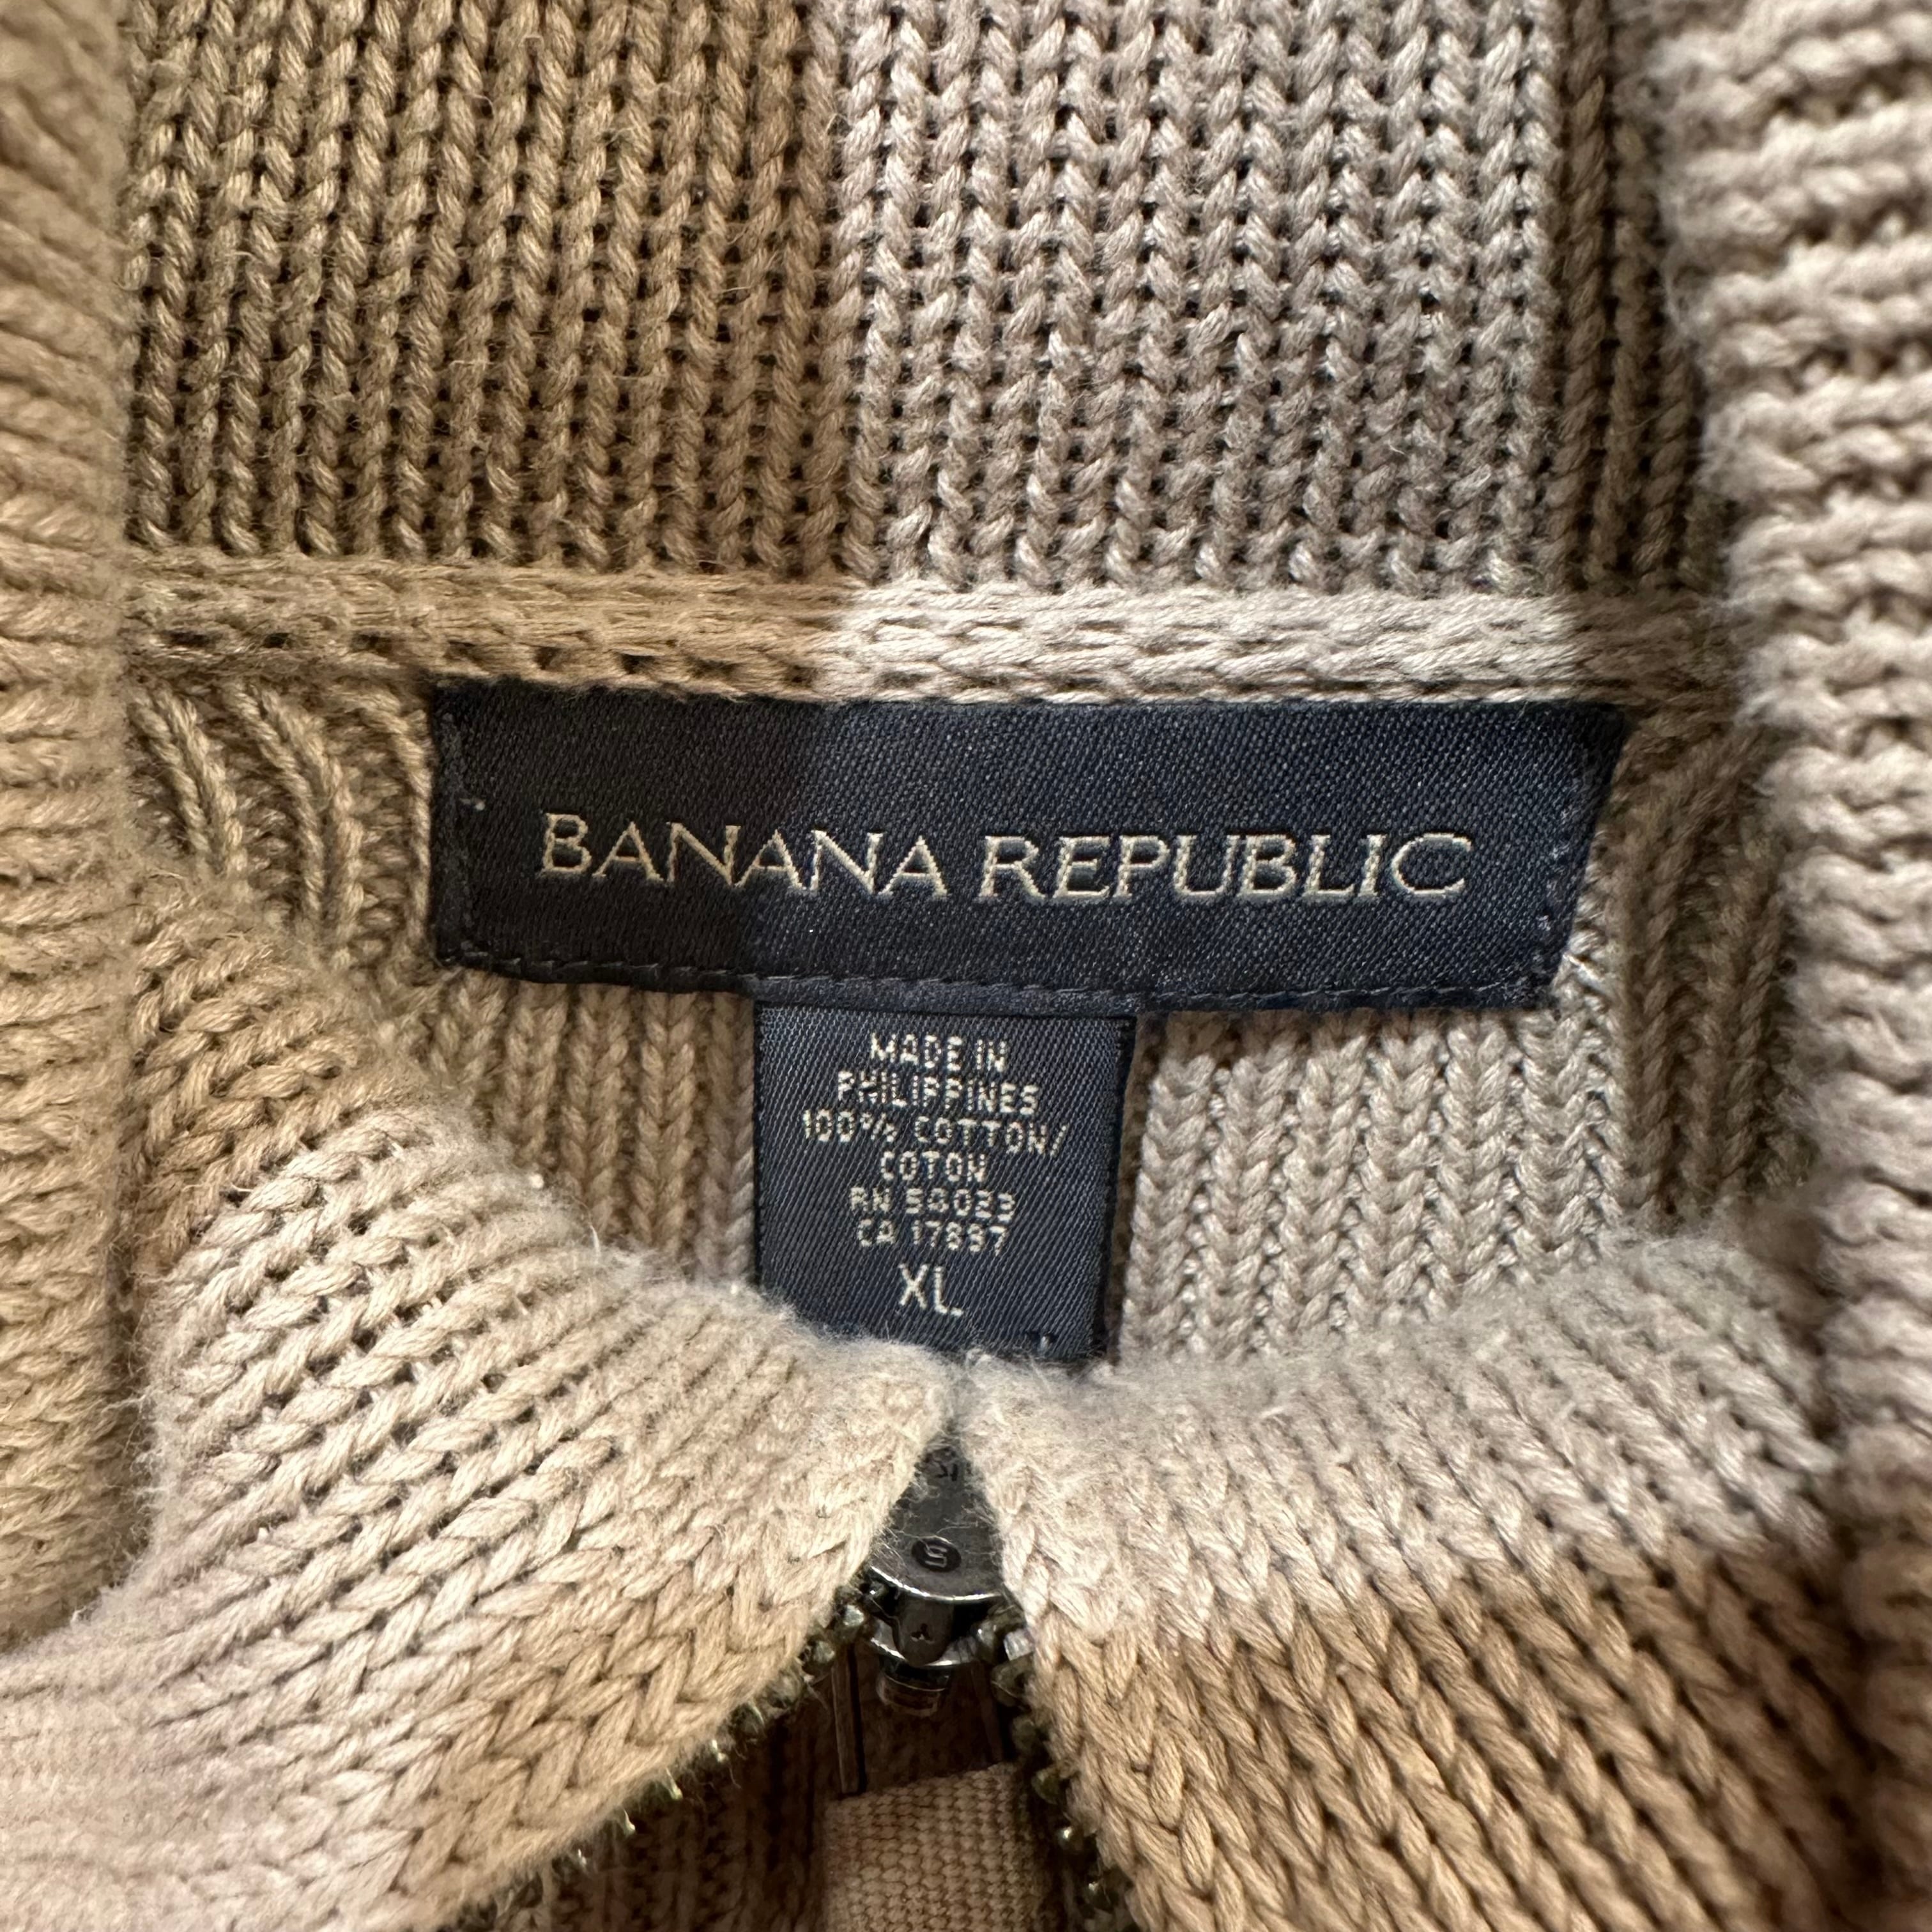 BANANA REPUBLIC
MADE IN
PHILIPPINES
100% COTTON/
COTON
RN 54023
CA 17897
XL